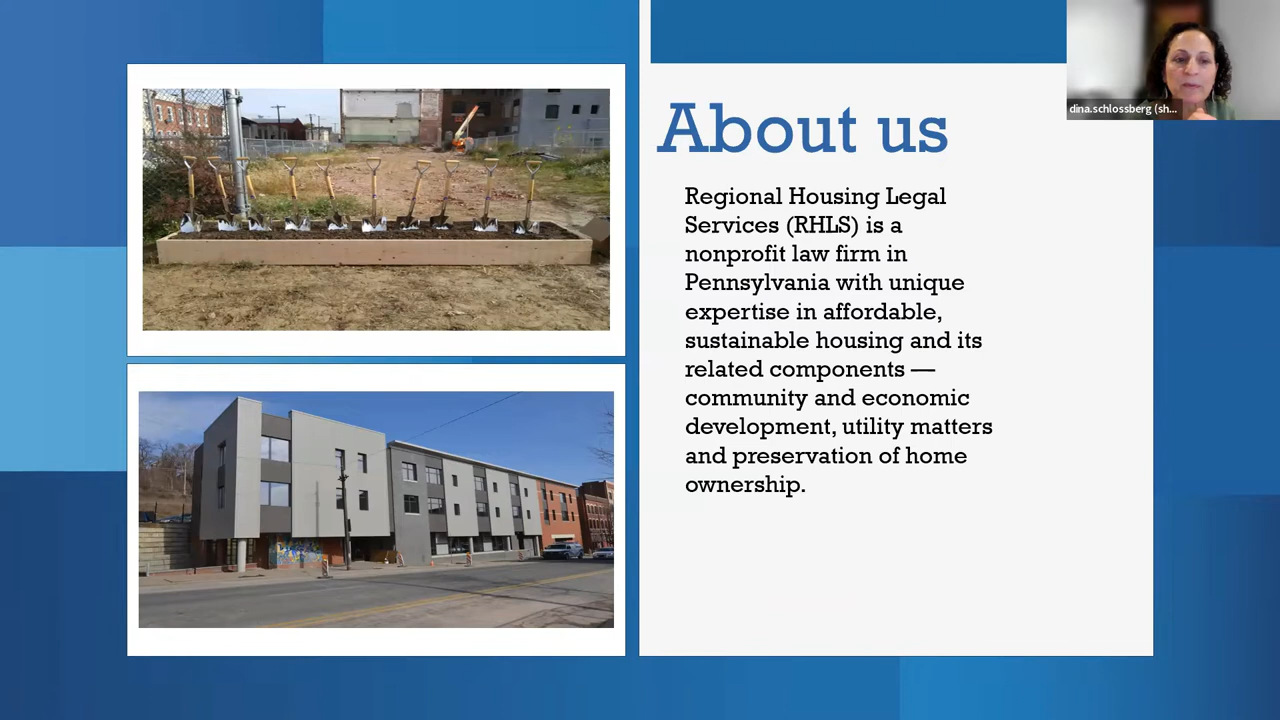 About us
Regional Housing Legal
Services (RHLS) is a
nonprofit law firm in
Pennsylvania with unique
expertise in affordable,
sustainable housing and its
related components —
community and economic
development, utility matters
and preservation of home
ownership.
dina.schlossberg (sh...